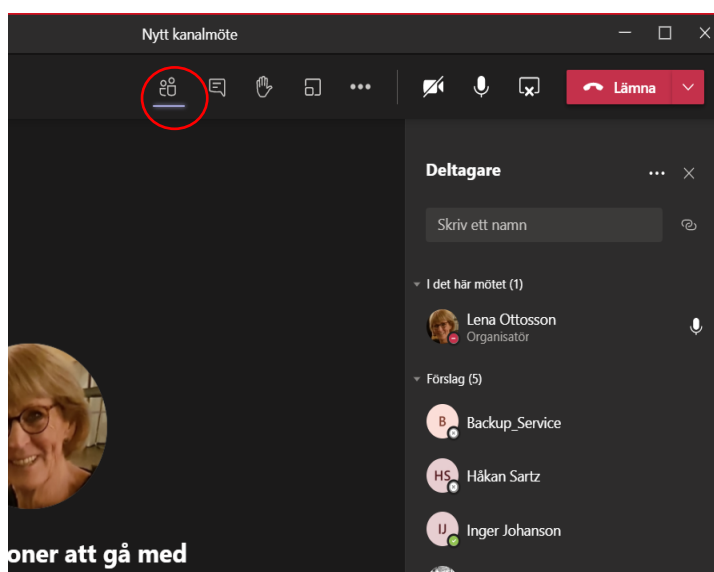 Nytt kanalmöte
Lämna
Deltagare
Skriv ett namn
I det här mötet (1)
Lena Ottosson
Organisatör
Förslag (5)
B
Backup_Service
HS
Håkan Sartz
IJ
Inger Johanson
oner att gå med